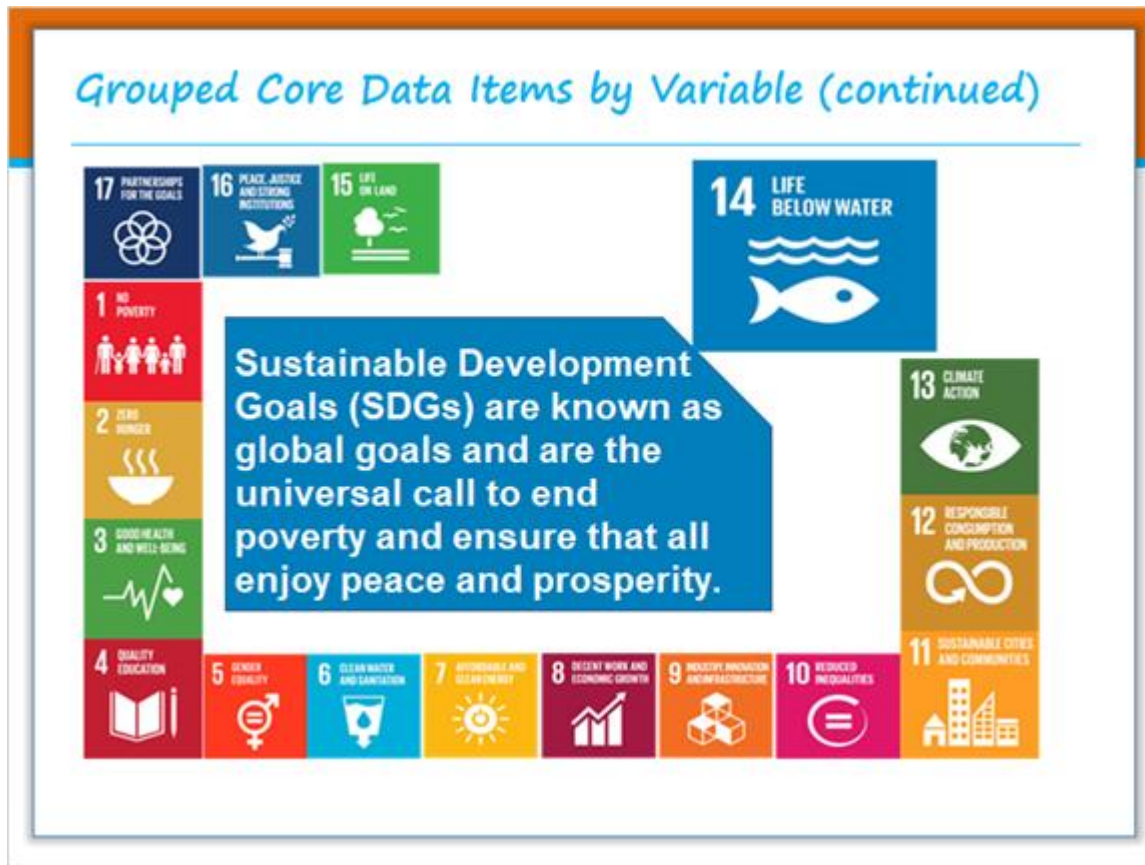 Grouped Core Data Items by Variable (continued)
17 PARTNERSHIPS
FOR THE GOALS
16 PEACE, JUSTICE
AND STRONG
INSTITUTIONS
15 LIFE
ON LAND
14 LIFE
BELOW WATER
1 NO
POVERTY
2 ZERO
HUNGER
3 GOOD HEALTH
AND WELL-BEING
4 QUALITY
EDUCATION
Sustainable Development
Goals (SDGs) are known as
global goals and are the
universal call to end
poverty and ensure that all
enjoy peace and prosperity.
13 CLIMATE
ACTION
12 RESPONSIBLE
CONSUMPTION
AND PRODUCTION
11 SUSTAINABLE CITIES
AND COMMUNITIES
5 GENDER
EQUALITY
6 CLEAN WATER
AND SANITATION
7 AFFORDABLE AND
CLEAN ENERGY
8 DECENT WORK AND
ECONOMIC GROWTH
9 INDUSTRY, INNOVATION
AND INFRASTRUCTURE
10 REDUCED
INEQUALITIES